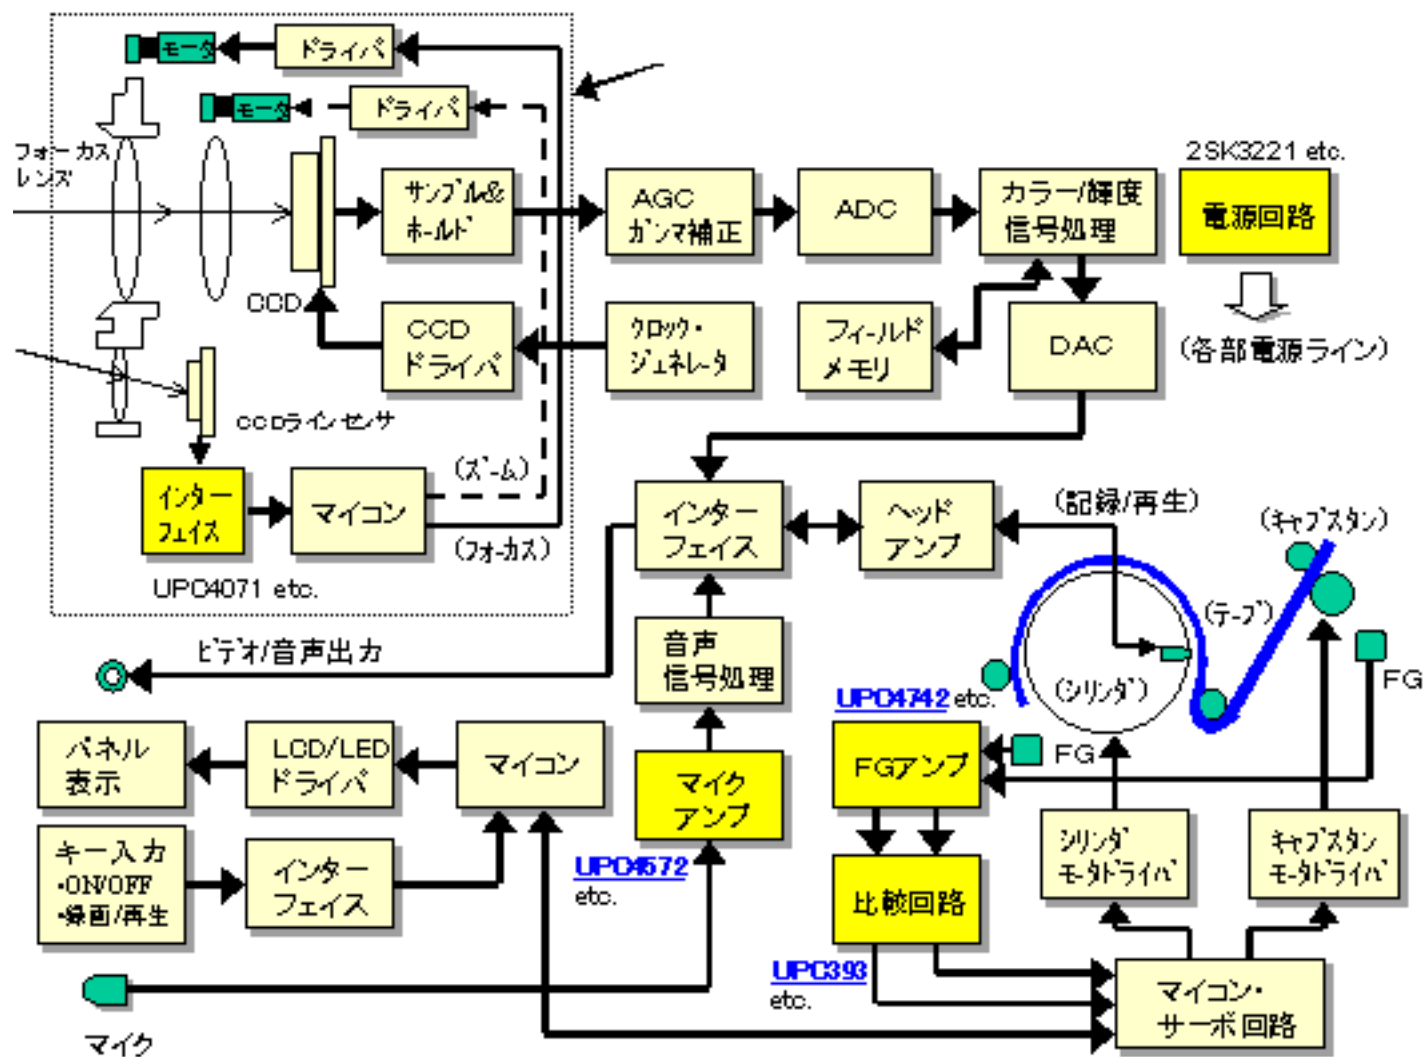 モータ
ドライバ
モータ
ドライバ
フォーカス
レンズ
サンプル&
ホールド
AGC
ガンマ補正
ADC
カラー/輝度
信号処理
2SK3221 etc.
電源回路
CCD
CCD
ドライバ
クロック・
ジェネレータ
フィールド
メモリ
DAC
(各部電源ライン)
CCDラインセンサ
インター
フェイス
マイコン
(ズーム)
(フォーカス)
UPC4071 etc.
インター
フェイス
ヘッド
アンプ
(記録/再生)
(キャプスタン)
(テープ)
(シリンダ)
FG
ビデオ/音声出力
音声
信号処理
UPC4742 etc.
パネル
表示
LCD/LED
ドライバ
マイコン
マイク
アンプ
FGアンプ
FG
キー入力
・ON/OFF
・録画/再生
インター
フェイス
UPC4572
etc.
比較回路
シリンダ
モータドライバ
キャプスタン
モータドライバ
UPC393
etc.
マイコン・
サーボ回路
マイク